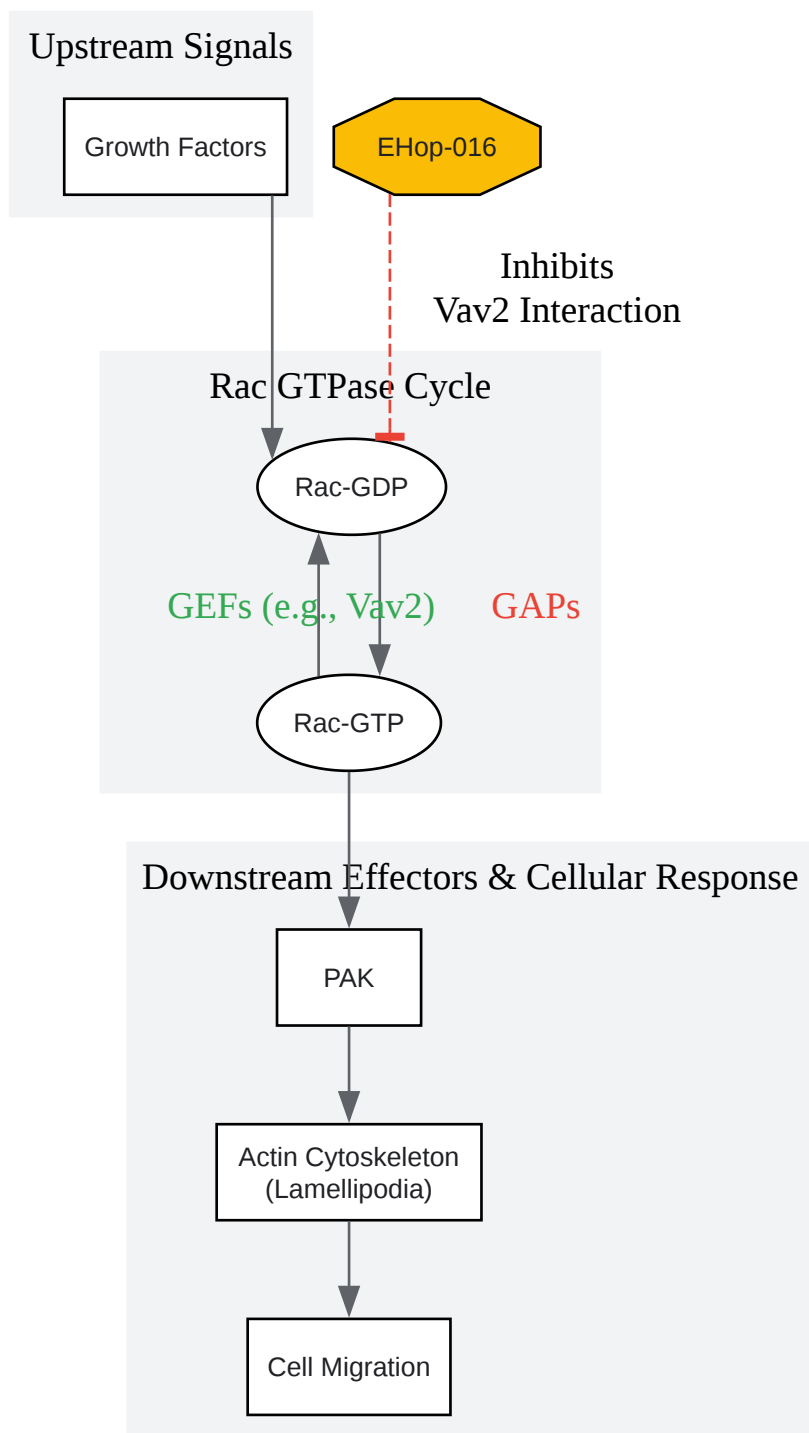 Upstream Signals
Growth Factors
EHop-016
Inhibits
Vav2 Interaction
Rac GTPase Cycle
Rac-GDP
GEFs (e.g., Vav2)
GAPs
Rac-GTP
Downstream Effectors & Cellular Response
PAK
Actin Cytoskeleton
(Lamellipodia)
Cell Migration